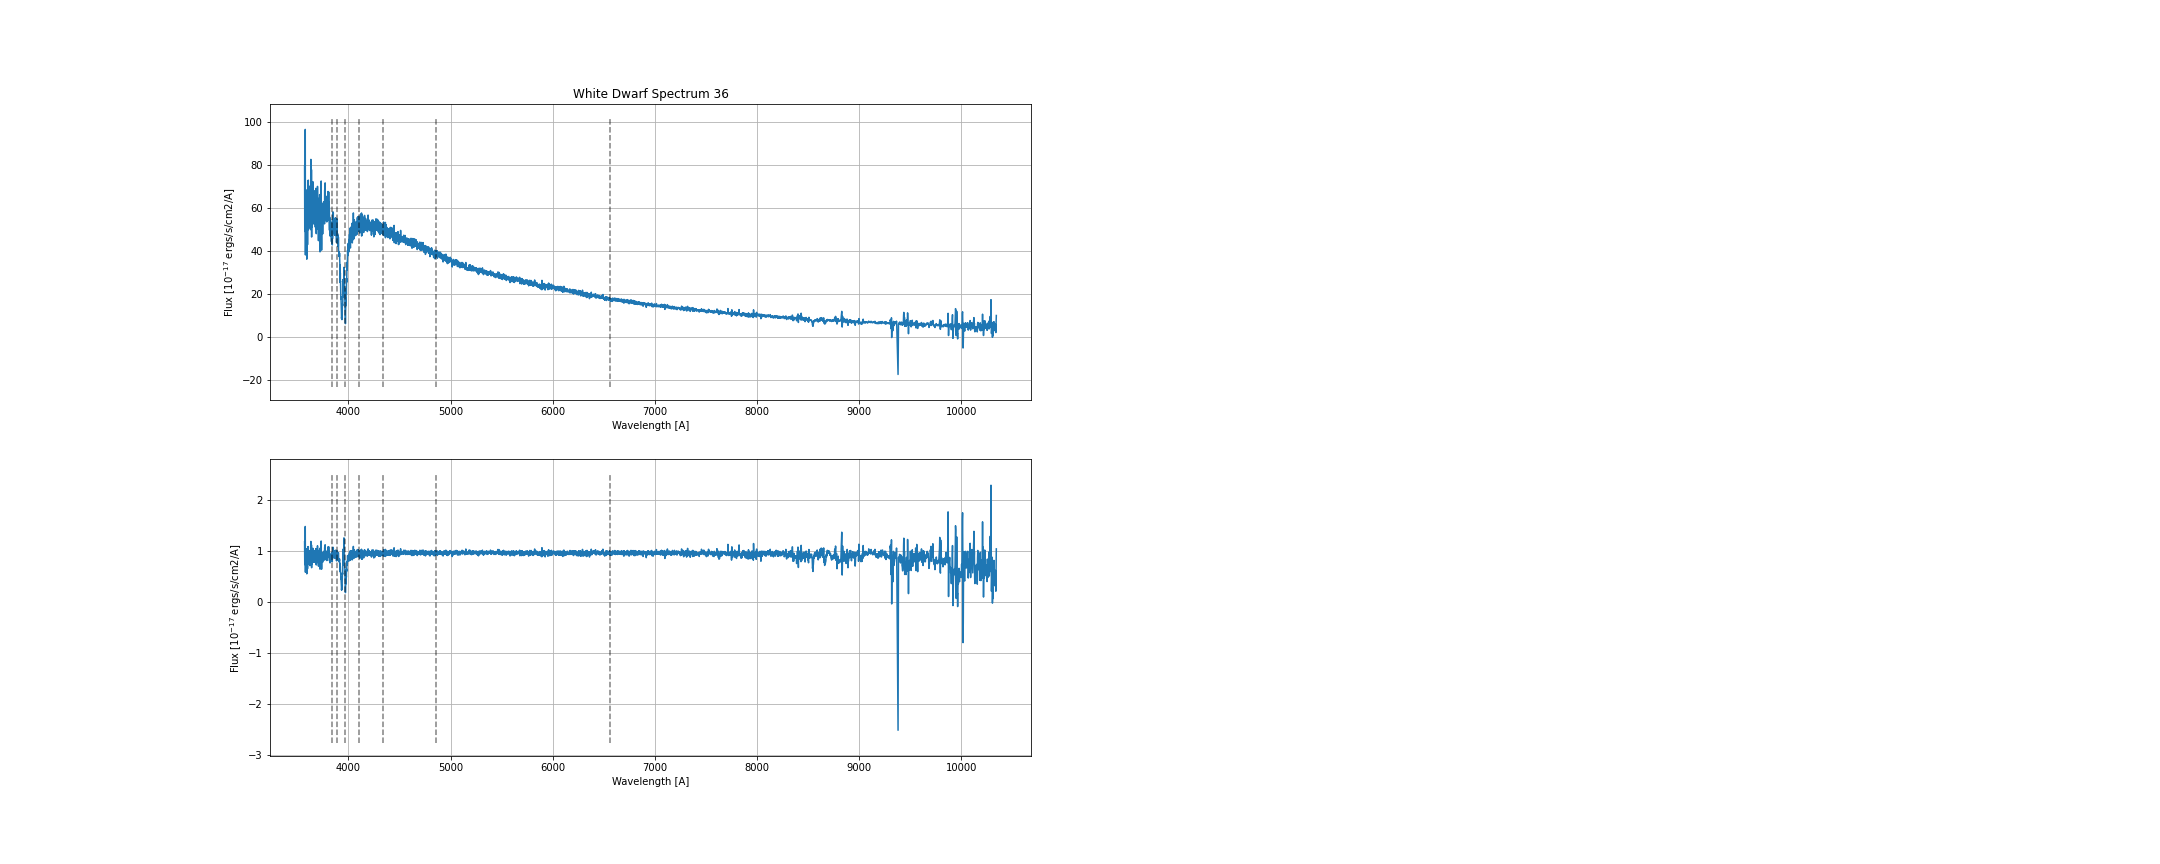 White Dwarf Spectrum 36
Flux [10⁻¹⁷ ergs/s/cm2/A]
100
80
60
40
20
0
−20
4000 5000 6000 7000 8000 9000 10000
Wavelength [A]
Flux [10⁻¹⁷ ergs/s/cm2/A]
2
1
0
−1
−2
−3
4000 5000 6000 7000 8000 9000 10000
Wavelength [A]